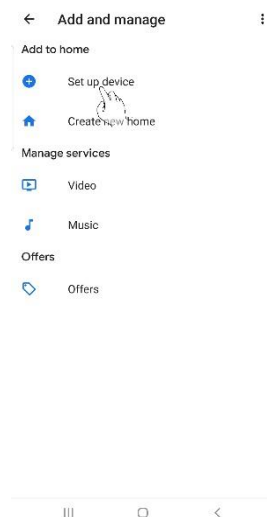 Add and manage
Add to home
Set up device
Create new home
Manage services
Video
Music
Offers
Offers